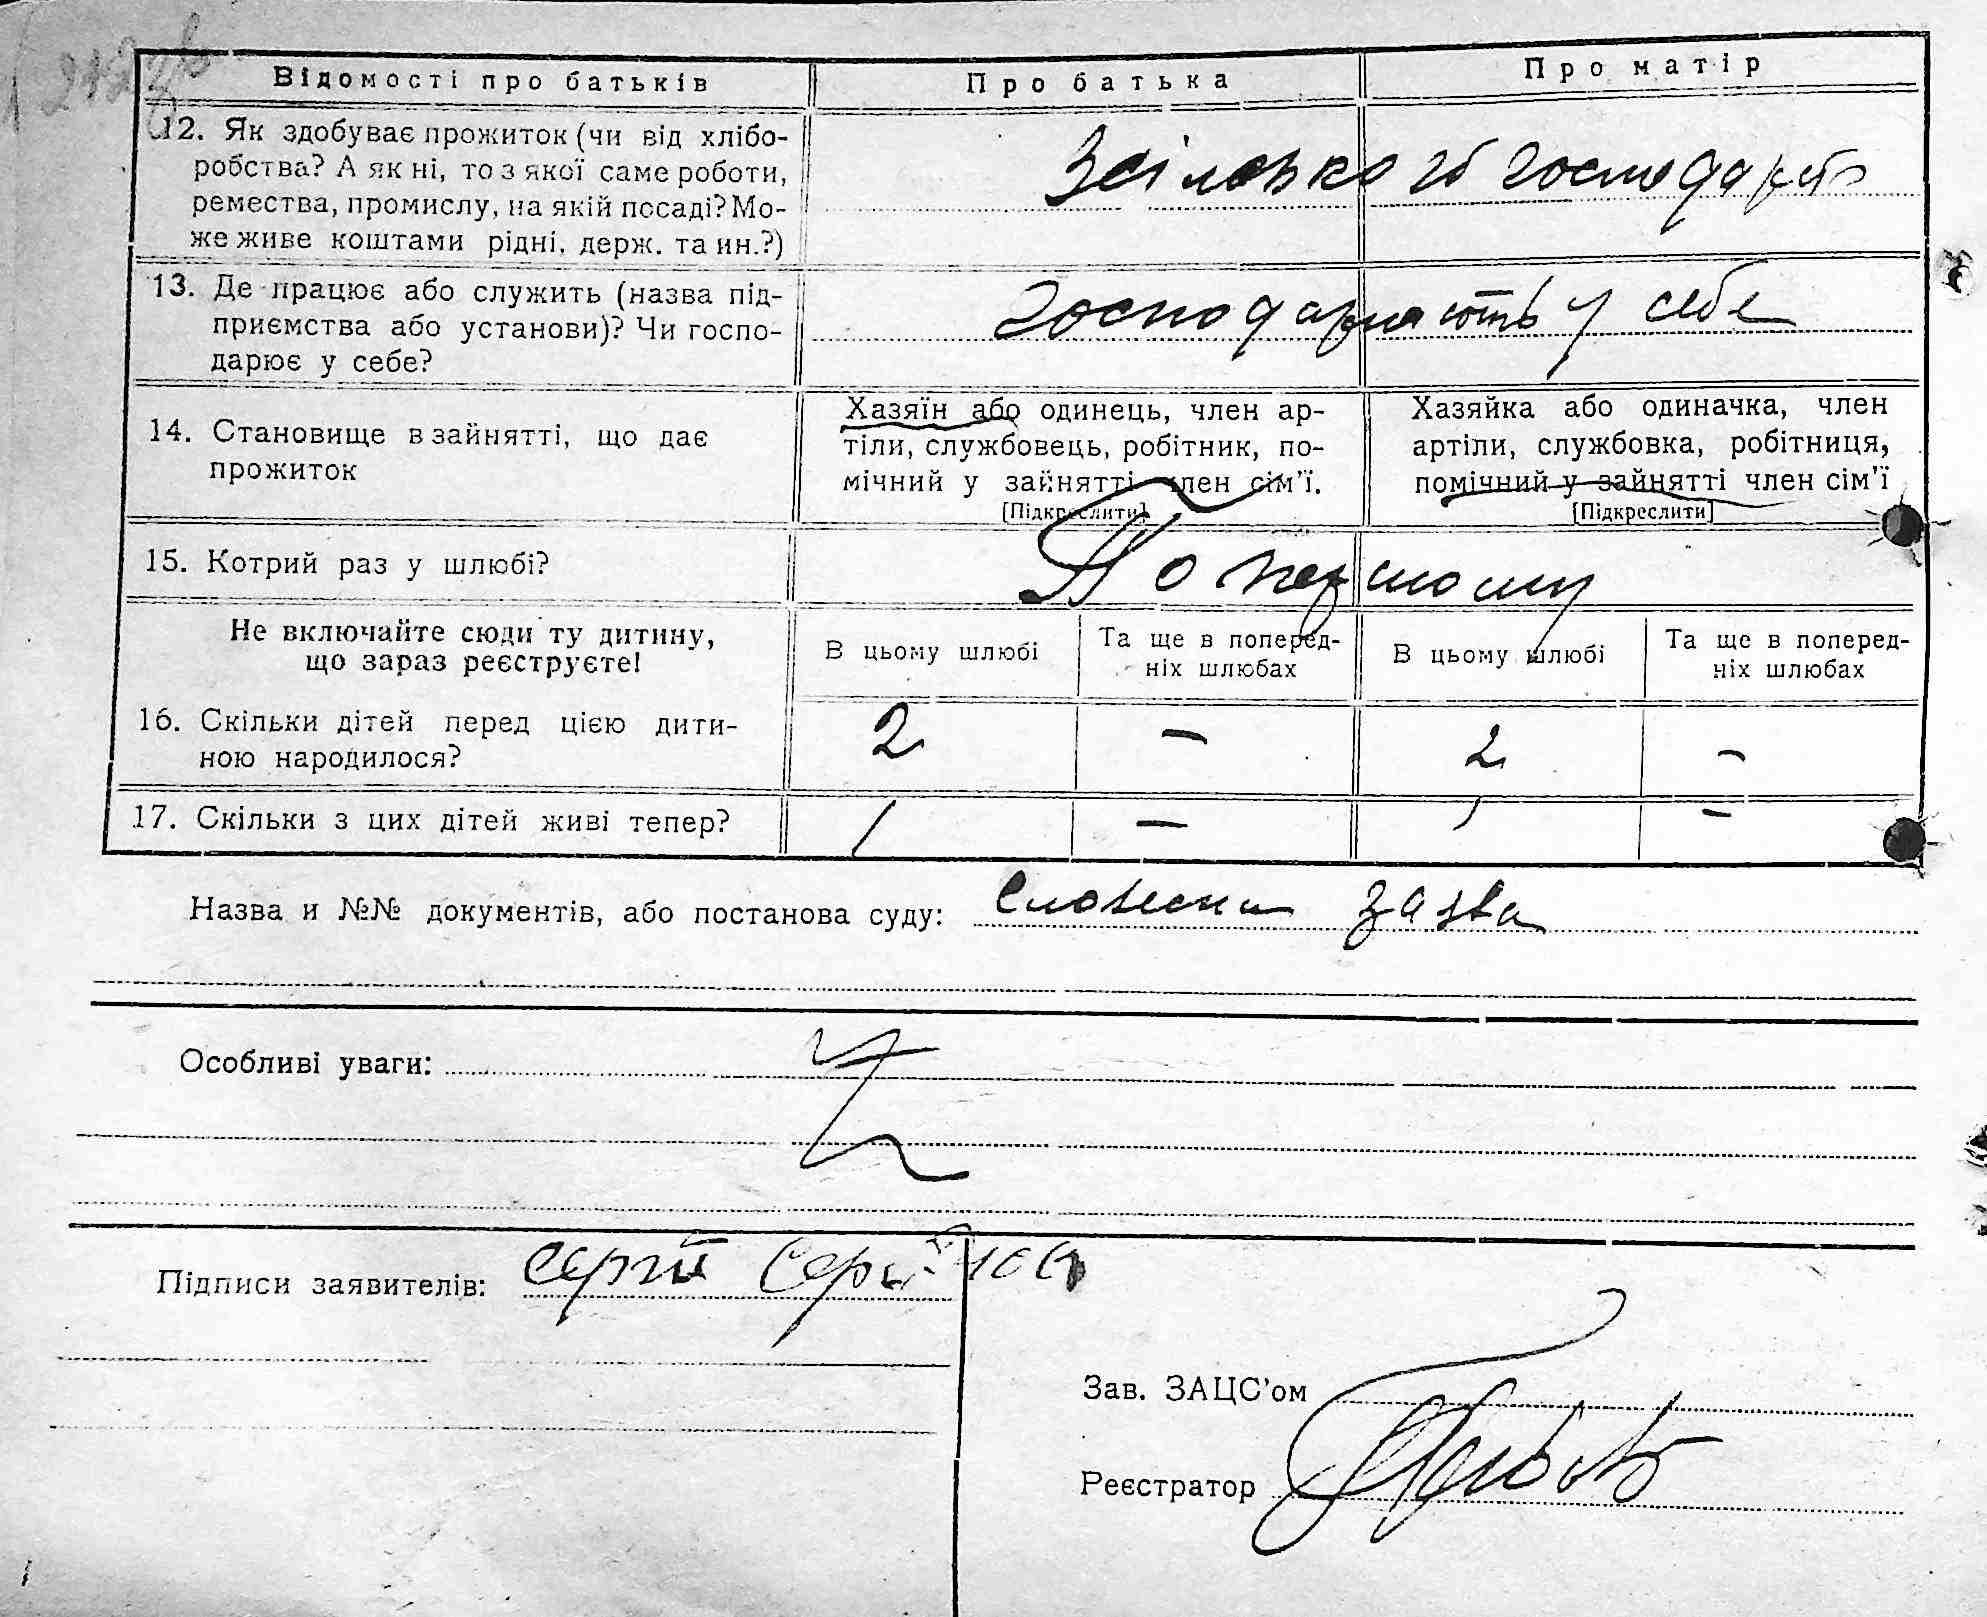 Відомості про батьків Про батька Про матір
12. Як здобуває прожиток (чи від хлібо-
робства? А як ні, то з якої саме роботи,
ремества, промислу, на якій посаді? Мо-
же живе коштами рідні, держ. та ин.?)
Зсільського господарств
13. Де працює або служить (назва під-
приємства або установи)? Чи госпо-
дарює у себе?
Господарюють у себе
14. Становище в зайнятті, що дає
прожиток
Хазяїн або одинець, член ар-
тіли, службовець, робітник, по-
мічний у зайнятті член сім'ї.
[Підкреслити]
Хазяйка або одиначка, член
артіли, службовка, робітниця,
помічний у зайнятті член сім'ї
[Підкреслити]
15. Котрий раз у шлюбі?
По першому
Не включайте сюди ту дитину,
що зараз реєструєте!
В цьому шлюбі
Та ще в поперед-
ніх шлюбах
В цьому шлюбі
Та ще в поперед-
ніх шлюбах
16. Скільки дітей перед цією дити-
ною народилося?
2 — 2 —
17. Скільки з цих дітей живі тепер?
1 — 1 —
Назва и №№ документів, або постанова суду: Словесна заява
Особливі уваги:
Підписи заявителів: Сергій
Зав. ЗАЦС'ом
Реєстратор